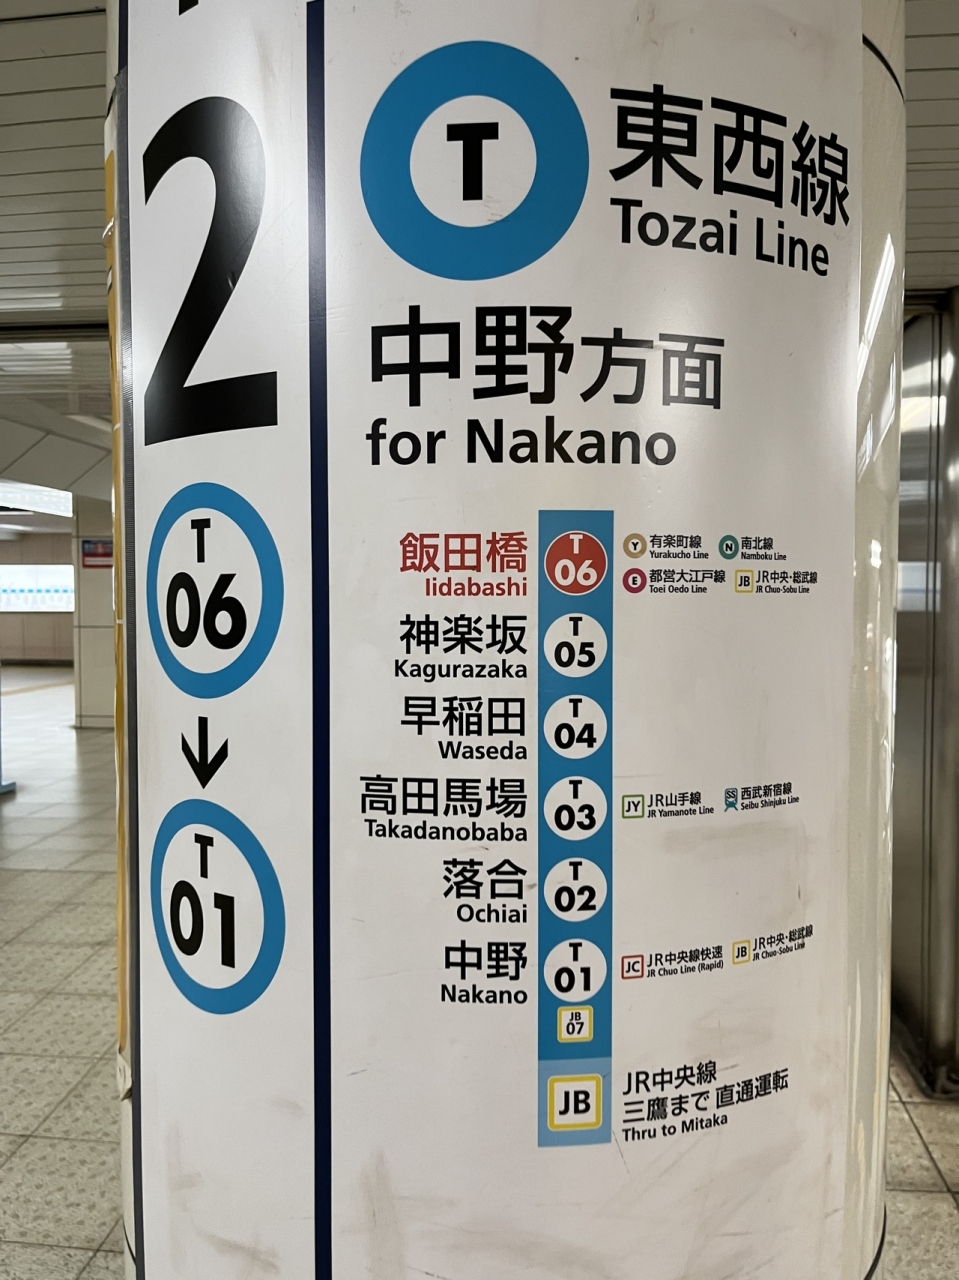 2
T
06
↓
T
01
T
東西線
Tozai Line
中野方面
for Nakano
飯田橋
Iidabashi
T
06
Y 有楽町線
Yurakucho Line
N 南北線
Namboku Line
E 都営大江戸線
Toei Oedo Line
JB JR中央・総武線
JR Chuo-Sobu Line
神楽坂
Kagurazaka
T
05
早稲田
Waseda
T
04
高田馬場
Takadanobaba
T
03
JY JR山手線
JR Yamanote Line
SS 西武新宿線
Seibu Shinjuku Line
落合
Ochiai
T
02
中野
Nakano
T
01
JC JR中央線快速
JR Chuo Line (Rapid)
JB JR中央・総武線
JR Chuo-Sobu Line
JB
07
JB
JR中央線
三鷹まで 直通運転
Thru to Mitaka